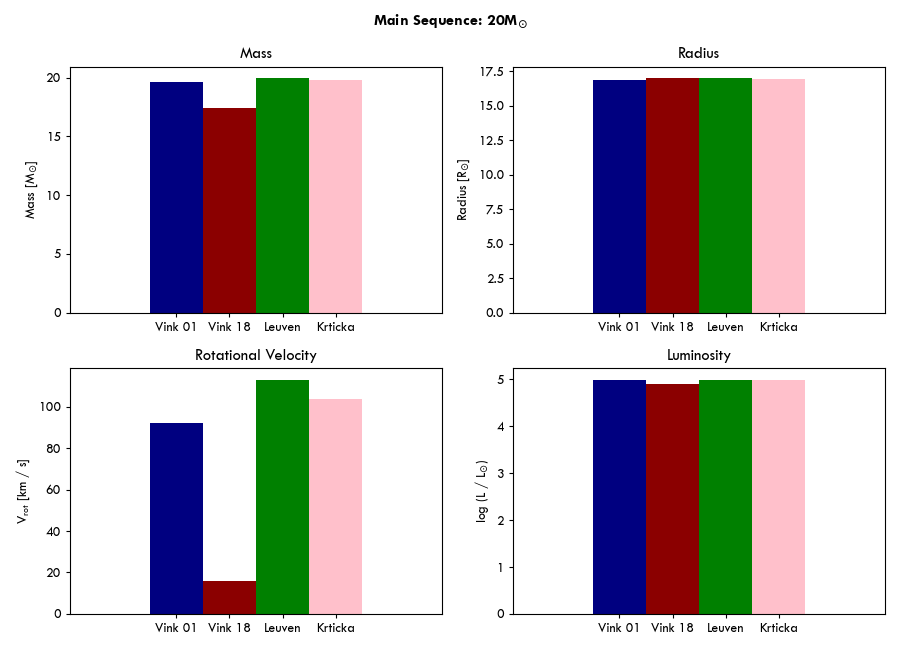 Main Sequence: 20M⊙
Mass
Mass [M⊙]
20
15
10
5
0
Vink 01 Vink 18 Leuven Krticka
Radius
Radius [R⊙]
17.5
15.0
12.5
10.0
7.5
5.0
2.5
0.0
Vink 01 Vink 18 Leuven Krticka
Rotational Velocity
Vrot [km / s]
100
80
60
40
20
0
Vink 01 Vink 18 Leuven Krticka
Luminosity
log (L / L⊙)
5
4
3
2
1
0
Vink 01 Vink 18 Leuven Krticka